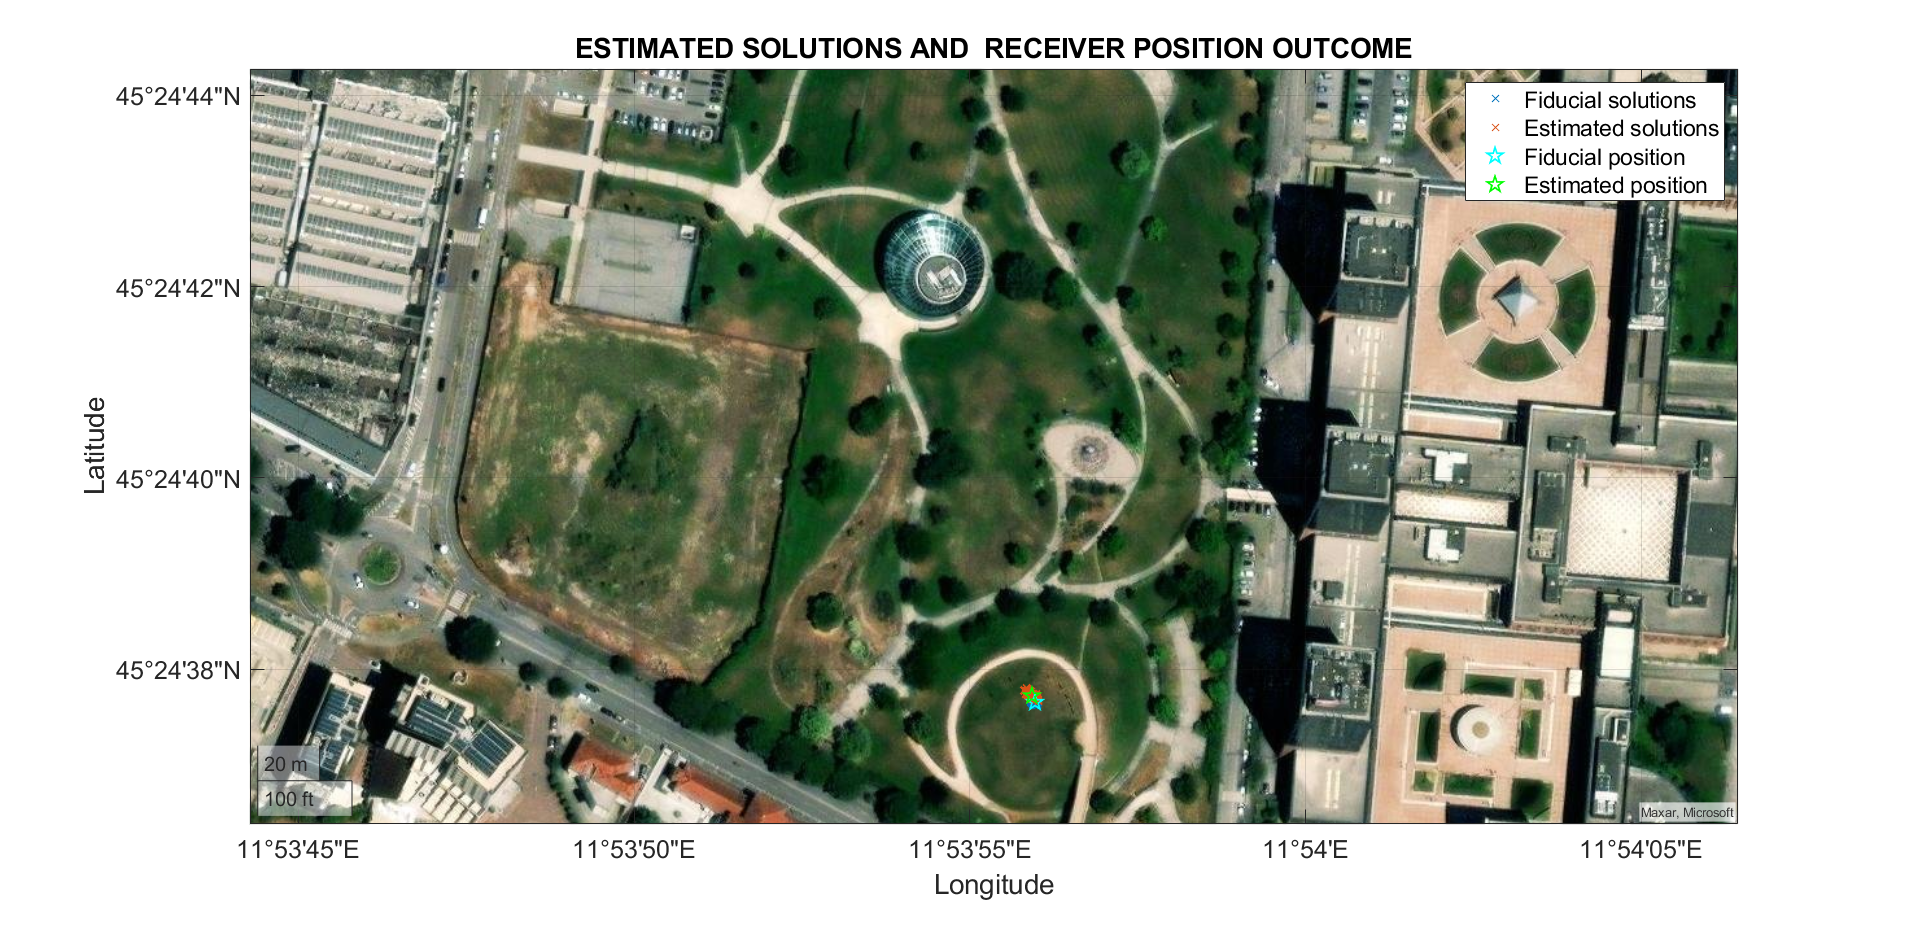 ESTIMATED SOLUTIONS AND  RECEIVER POSITION OUTCOME
Fiducial solutions
Estimated solutions
Fiducial position
Estimated position
45°24'44"N
45°24'42"N
45°24'40"N
45°24'38"N
Latitude
20 m
100 ft
Maxar, Microsoft
11°53'45"E
11°53'50"E
11°53'55"E
11°54'E
11°54'05"E
Longitude